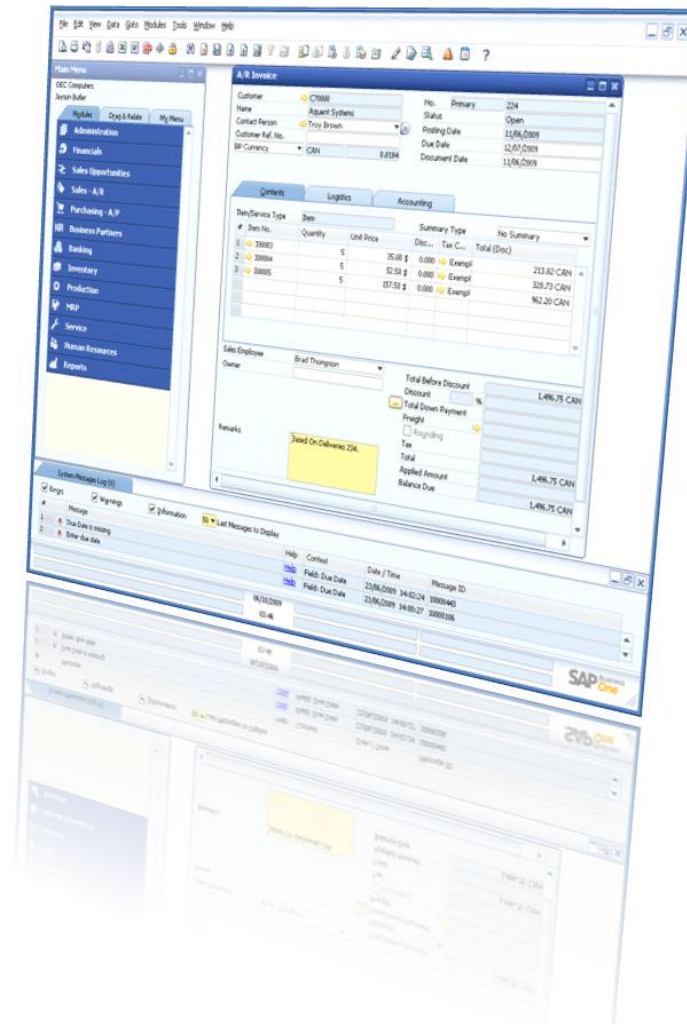 File Edit View Data Goto Modules Tools Window Help
Main Menu
OEC Computers
Jayson Butler
Modules Drag & Relate My Menu
Administration
Financials
Sales Opportunities
Sales - A/R
Purchasing - A/P
Business Partners
Banking
Inventory
Production
MRP
Service
Human Resources
Reports
A/R Invoice
Customer C70000
Name Aquent Systems
Contact Person Troy Brown
Customer Ref. No.
BP Currency CAN 0.8184
No. Primary 224
Status Open
Posting Date 11/06/2009
Due Date 12/07/2009
Document Date 11/06/2009
Contents Logistics Accounting
Item/Service Type Item Summary Type No Summary
# Item No. Quantity Unit Price Disc... Tax C... Total (Doc)
1 I00003 5 35.00 $ 0.000 Exempt 213.82 CAN
2 I00004 5 52.50 $ 0.000 Exempt 320.73 CAN
3 I00005 5 157.50 $ 0.000 Exempt 962.20 CAN
Sales Employee Brad Thompson
Owner
Total Before Discount 1,496.75 CAN
Discount %
Total Down Payment
Freight
Rounding
Tax
Total 1,496.75 CAN
Applied Amount
Balance Due 1,496.75 CAN
Remarks Based On Deliveries 234.
System Messages Log (3)
Errors Warnings Information 50 Last Messages to Display
# Message Help Context Date / Time Message ID
1 Due Date is missing Help Field: Due Date 23/06/2009 14:02:24
2 Enter due date Help Field: Due Date 23/06/2009 14:00:27
SAP Business One